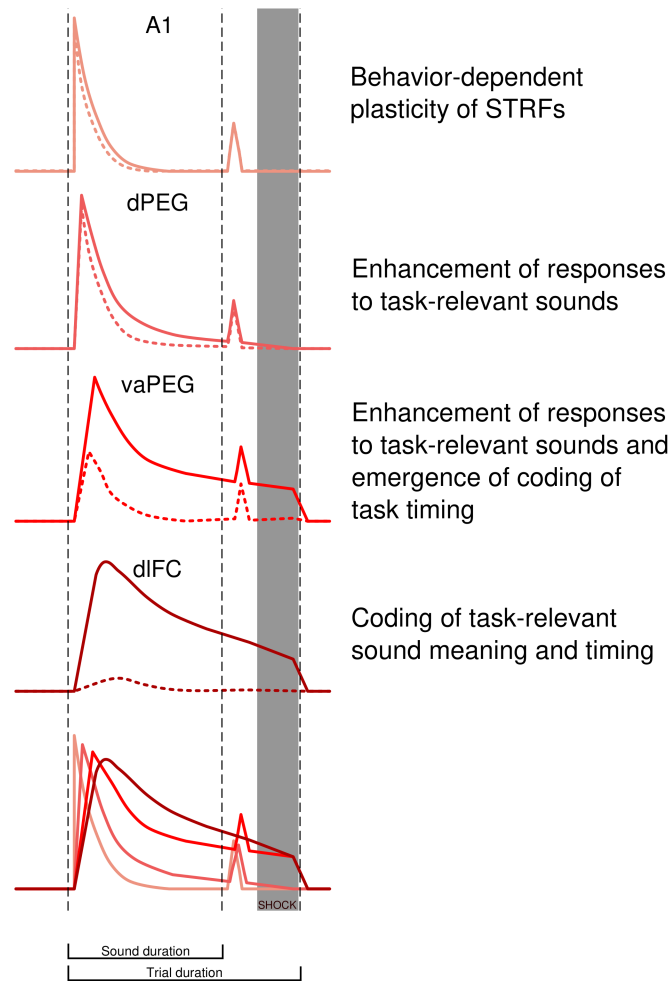 A1
Behavior-dependent
plasticity of STRFs
dPEG
Enhancement of responses
to task-relevant sounds
vaPEG
Enhancement of responses
to task-relevant sounds and
emergence of coding of
task timing
dlFC
Coding of task-relevant
sound meaning and timing
SHOCK
Sound duration
Trial duration